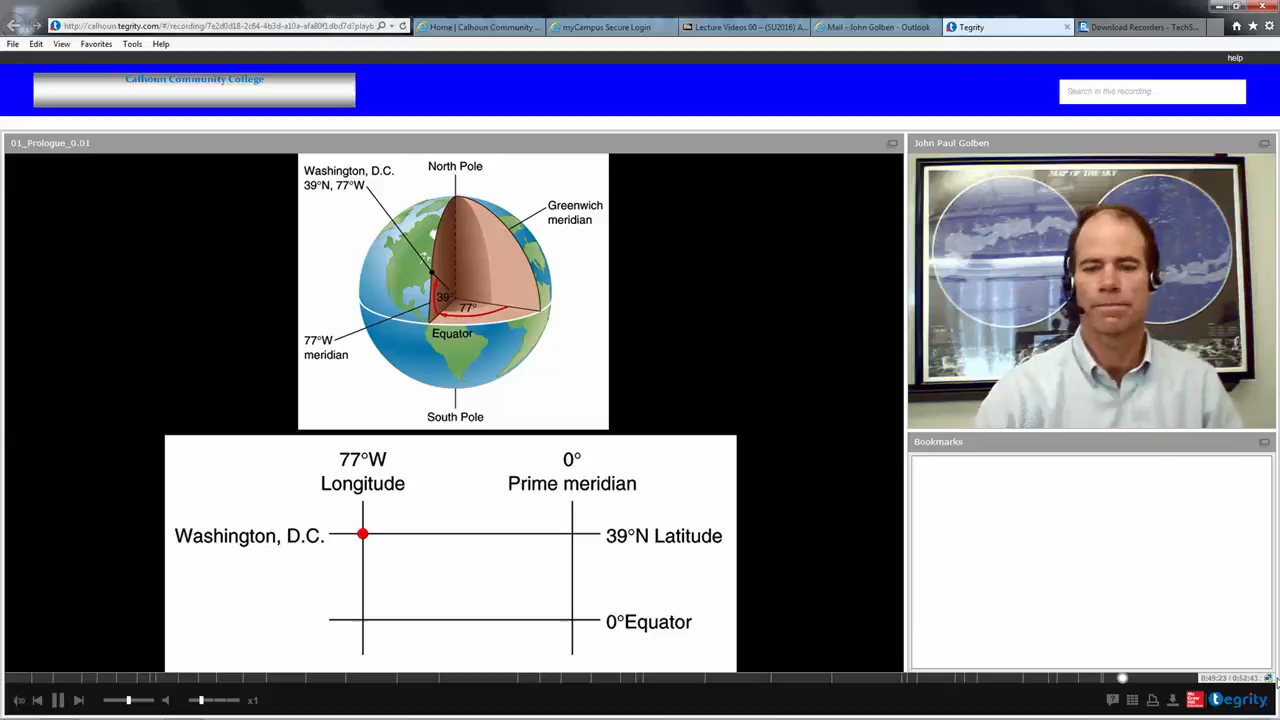 http://calhoun.tegrity.com/#/recording/7e2d0d18-2c64-4b3d-a10a-afa80f1dbd7d?playb
Home | Calhoun Community ...
myCampus Secure Login
Lecture Videos 00 – (SU2016) A...
Mail - John Golben - Outlook
Tegrity
Download Recorders - TechS...
File Edit View Favorites Tools Help
help
Calhoun Community College
Search in this recording.
01_Prologue_0.01
John Paul Golben
MAP OF THE SKY
Washington, D.C.
39°N, 77°W
North Pole
Greenwich
meridian
39°
77°
Equator
77°W
meridian
South Pole
Bookmarks
77°W
Longitude
0°
Prime meridian
Washington, D.C.
39°N Latitude
0°Equator
0:49:23 / 0:52:43
x1
tegrity